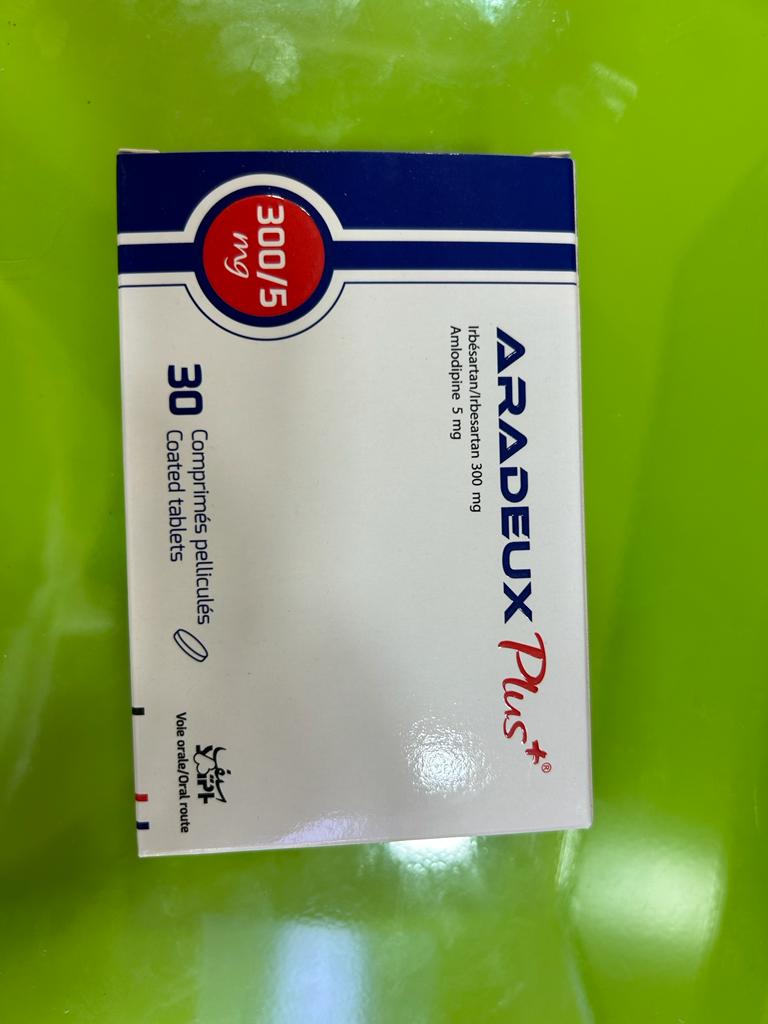 ARADEUX Plus+®
Irbésartan/Irbesartan 300 mg
Amlodipine 5 mg
300/5
mg
30 Comprimés pelliculés
Coated tablets
Voie orale/Oral route